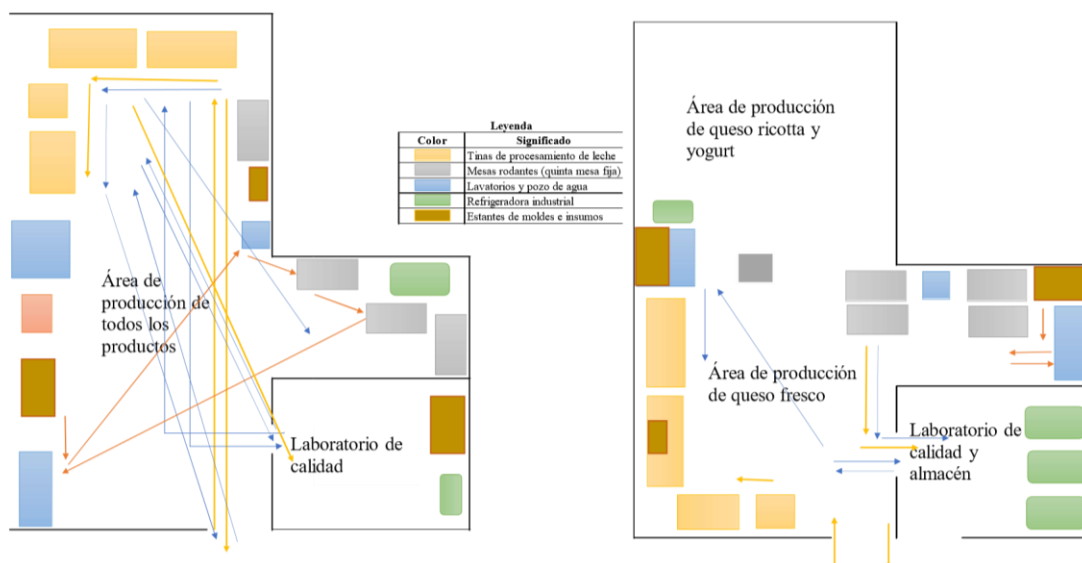 Área de
producción de
todos los
productos
Laboratorio de
calidad
Leyenda
Color Significado
Tinas de procesamiento de leche
Mesas rodantes (quinta mesa fija)
Lavatorios y pozo de agua
Refrigeradora industrial
Estantes de moldes e insumos
Área de producción
de queso ricotta y
yogurt
Área de producción
de queso fresco
Laboratorio de
calidad y
almacén